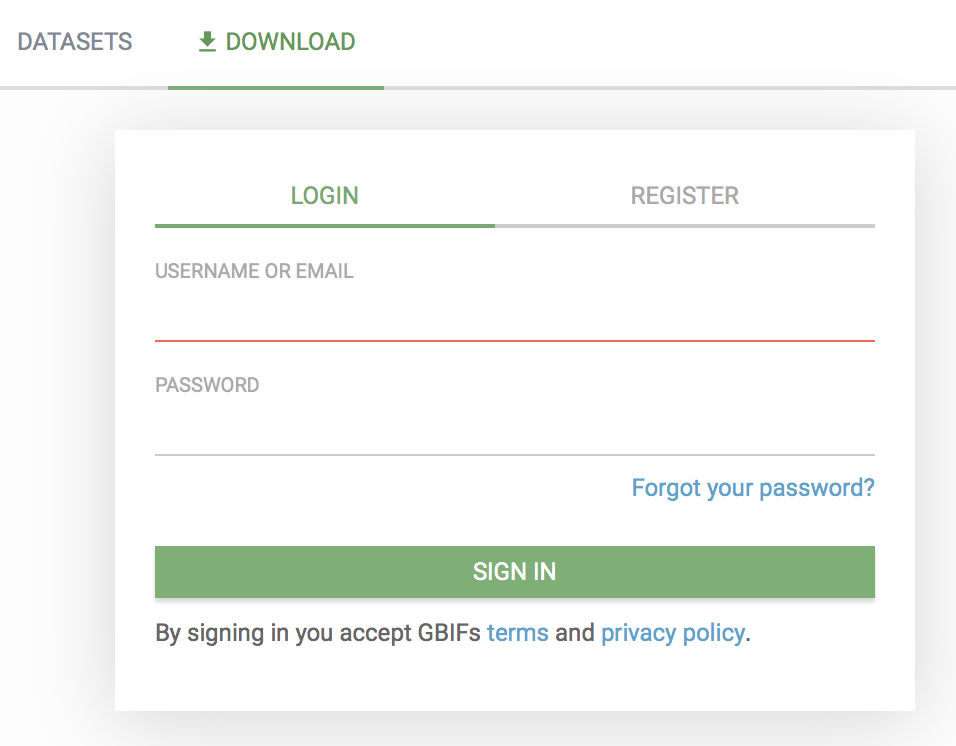 DATASETS DOWNLOAD
LOGIN REGISTER
USERNAME OR EMAIL
PASSWORD
Forgot your password?
SIGN IN
By signing in you accept GBIFs terms and privacy policy.